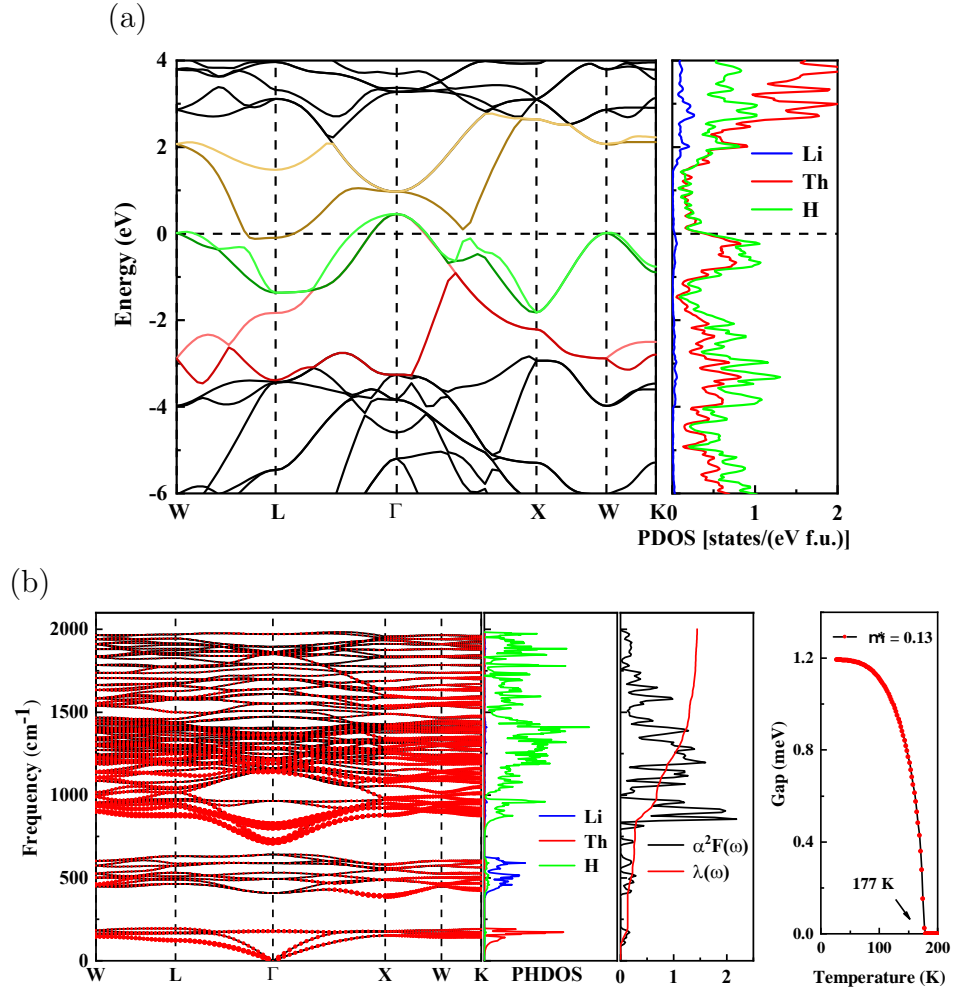 (a)
Energy (eV)
4
2
0
-2
-4
-6
W L Γ X W K
Li
Th
H
0 1 2
PDOS [states/(eV f.u.)]
(b)
Frequency (cm⁻¹)
2000
1500
1000
500
0
W L Γ X W K
Li
Th
H
PHDOS
α²F(ω)
λ(ω)
0 1 2
Gap (meV)
1.2
0.8
0.4
0.0
m* = 0.13
177 K
0 100 200
Temperature (K)